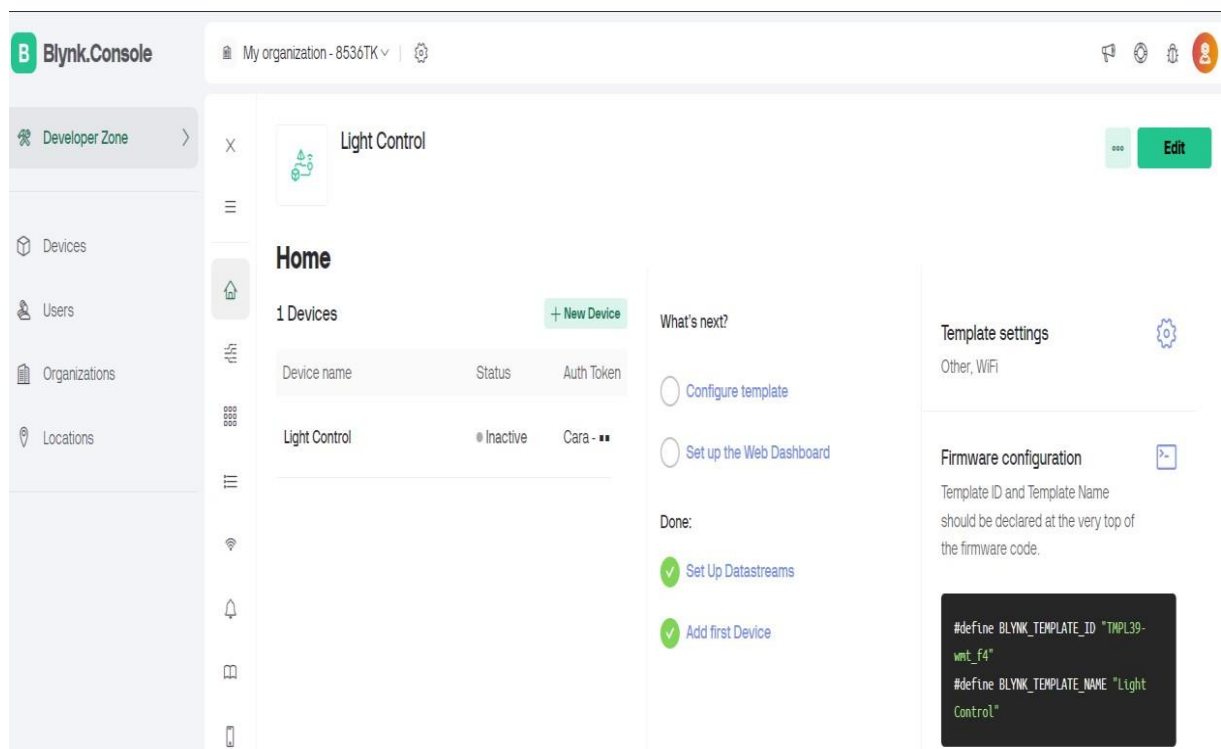 B Blynk.Console
My organization - 8536TK
Developer Zone
Devices
Users
Organizations
Locations
Light Control
Edit
Home
1 Devices
+ New Device
Device name Status Auth Token
Light Control Inactive Cara -
What's next?
Configure template
Set up the Web Dashboard
Done:
Set Up Datastreams
Add first Device
Template settings
Other, WiFi
Firmware configuration
Template ID and Template Name
should be declared at the very top of
the firmware code.
#define BLYNK_TEMPLATE_ID "TMPL39-
wmt_f4"
#define BLYNK_TEMPLATE_NAME "Light
Control"